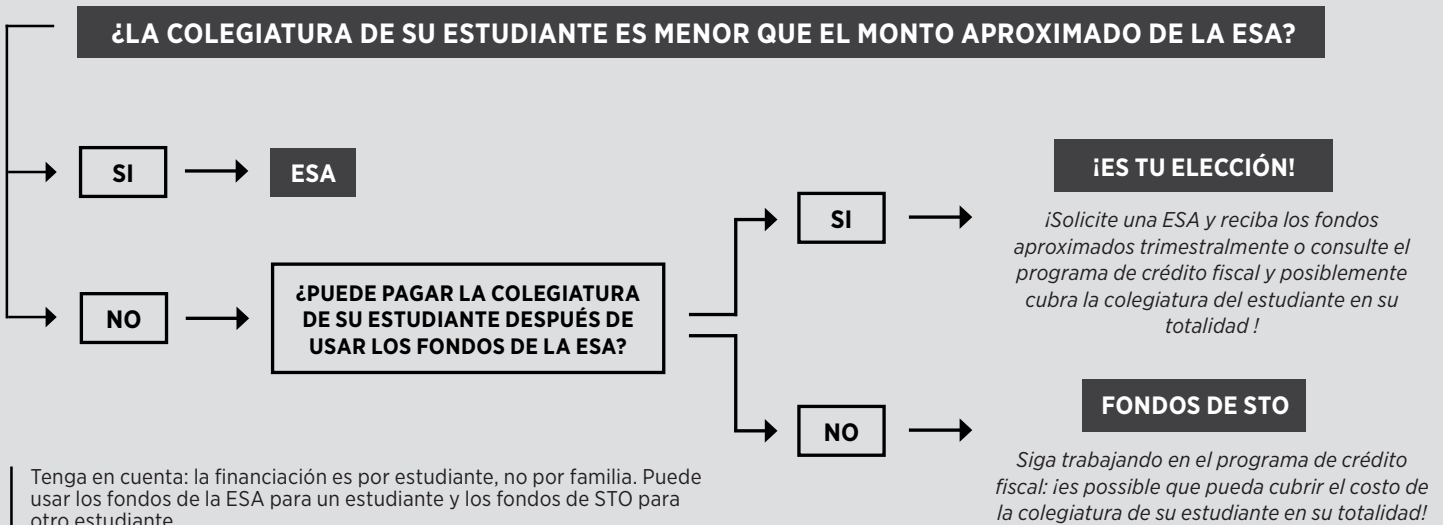 ¿LA COLEGIATURA DE SU ESTUDIANTE ES MENOR QUE EL MONTO APROXIMADO DE LA ESA?
SI
ESA
NO
¿PUEDE PAGAR LA COLEGIATURA
DE SU ESTUDIANTE DESPUÉS DE
USAR LOS FONDOS DE LA ESA?
SI
¡ES TU ELECCIÓN!
¡Solicite una ESA y reciba los fondos
aproximados trimestralmente o consulte el
programa de crédito fiscal y posiblemente
cubra la colegiatura del estudiante en su
totalidad !
NO
FONDOS DE STO
Siga trabajando en el programa de crédito
fiscal: ¡es possible que pueda cubrir el costo de
la colegiatura de su estudiante en su totalidad!
Tenga en cuenta: la financiación es por estudiante, no por familia. Puede
usar los fondos de la ESA para un estudiante y los fondos de STO para
otro estudiante